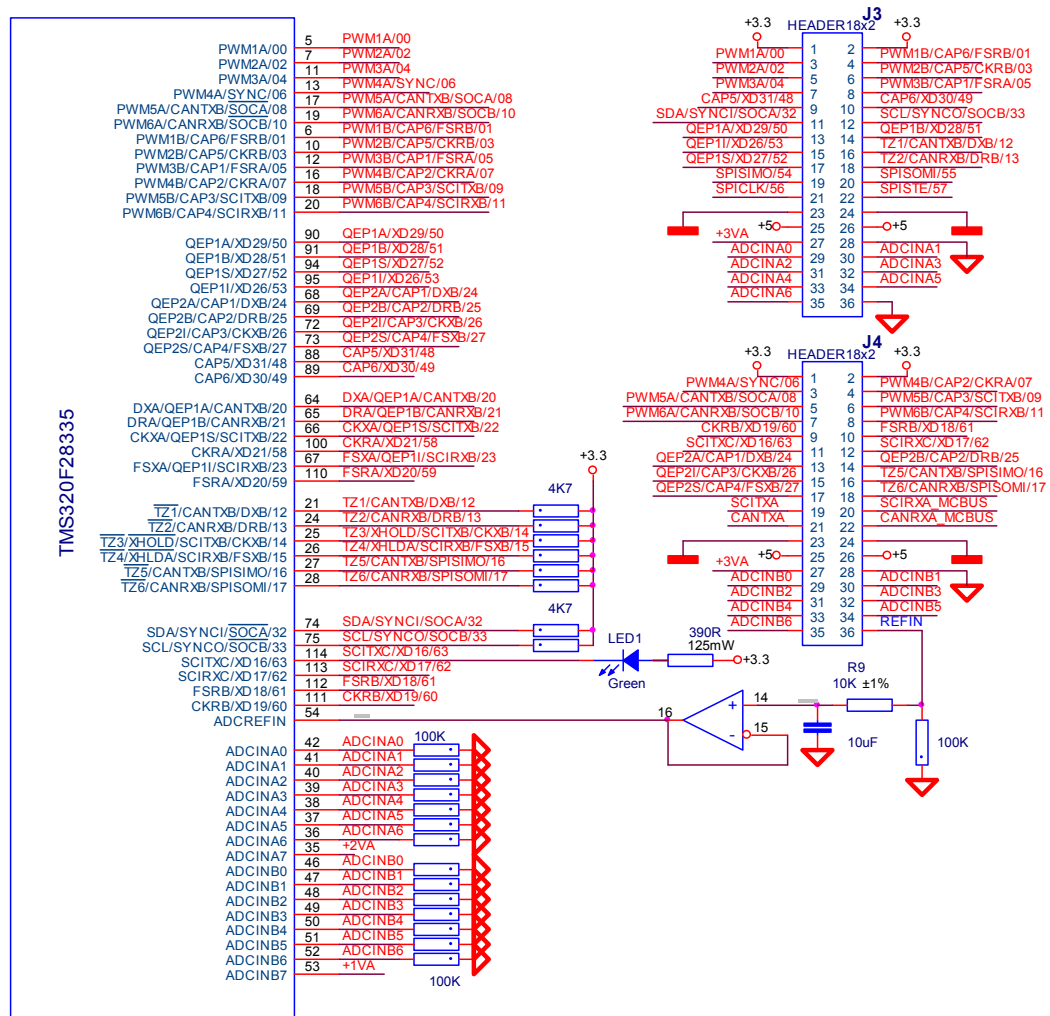 TMS320F28335
PWM1A/00 5 PWM1A/00
PWM2A/02 7 PWM2A/02
PWM3A/04 11 PWM3A/04
PWM4A/SYNC/06 13 PWM4A/SYNC/06
PWM5A/CANTXB/SOCA/08 17 PWM5A/CANTXB/SOCA/08
PWM6A/CANRXB/SOCB/10 19 PWM6A/CANRXB/SOCB/10
PWM1B/CAP6/FSRB/01 6 PWM1B/CAP6/FSRB/01
PWM2B/CAP5/CKRB/03 10 PWM2B/CAP5/CKRB/03
PWM3B/CAP1/FSRA/05 12 PWM3B/CAP1/FSRA/05
PWM4B/CAP2/CKRA/07 16 PWM4B/CAP2/CKRA/07
PWM5B/CAP3/SCITXB/09 18 PWM5B/CAP3/SCITXB/09
PWM6B/CAP4/SCIRXB/11 20 PWM6B/CAP4/SCIRXB/11
QEP1A/XD29/50 90 QEP1A/XD29/50
QEP1B/XD28/51 91 QEP1B/XD28/51
QEP1S/XD27/52 94 QEP1S/XD27/52
QEP1I/XD26/53 95 QEP1I/XD26/53
QEP2A/CAP1/DXB/24 68 QEP2A/CAP1/DXB/24
QEP2B/CAP2/DRB/25 69 QEP2B/CAP2/DRB/25
QEP2I/CAP3/CKXB/26 72 QEP2I/CAP3/CKXB/26
QEP2S/CAP4/FSXB/27 73 QEP2S/CAP4/FSX/27
CAP5/XD31/48 88 CAP5/XD31/48
CAP6/XD30/49 89 CAP6/XD30/49
DXA/QEP1A/CANTXB/20 64 DXA/QEP1A/CANTXB/20
DRA/QEP1B/CANRXB/21 65 DRA/QEP1B/CANRXB/21
CKXA/QEP1S/SCITXB/22 66 CKXA/QEP1S/SCITXB/22
CKRA/XD21/58 100 CKRA/XD21/58
FSXA/QEP1I/SCIRXB/23 67 FSXA/QEP1I/SCIRXB/23
FSRA/XD20/59 110 FSRA/XD20/59
+3.3
4K7
TZ1/CANTXB/DXB/12 21 TZ1/CANTXB/DXB/12
TZ2/CANRXB/DRB/13 24 TZ2/CANRXB/DRB/13
TZ3/XHOLD/SCITXB/CKXB/14 25 TZ3/XHOLD/SCITXB/CKXB/14
TZ4/XHLDA/SCIRXB/FSXB/15 26 TZ4/XHLDA/SCIRXB/FSXB/15
TZ5/CANTXB/SPISIMO/16 27 TZ5/CANTXB/SPISIMO/16
TZ6/CANRXB/SPISOMI/17 28 TZ6/CANRXB/SPISOMI/17
4K7
SDA/SYNCI/SOCA/32 74 SDA/SYNCI/SOCA/32
SCL/SYNCO/SOCB/33 75 SCL/SYNCO/SOCB/33
SCITXC/XD16/63 114 SCITXC/XD16/63
SCIRXC/XD17/62 113 SCIRXC/XD17/62
FSRB/XD18/61 112 FSRB/XD18/61
CKRB/XD19/60 111 CKRB/XD19/60
ADCREFIN 54
LED1
Green
390R
125mW
+3.3
16
+ 14
- 15
10uF
R9
10K ±1%
100K
100K
ADCINA0 42 ADCINA0
ADCINA1 41 ADCINA1
ADCINA2 40 ADCINA2
ADCINA3 39 ADCINA3
ADCINA4 38 ADCINA4
ADCINA5 37 ADCINA5
ADCINA6 36 ADCINA6
ADCINA7 35 +2VA
ADCINB0 46 ADCINB0
ADCINB1 47 ADCINB1
ADCINB2 48 ADCINB2
ADCINB3 49 ADCINB3
ADCINB4 50 ADCINB4
ADCINB5 51 ADCINB5
ADCINB6 52 ADCINB6
ADCINB7 53 +1VA
100K
J3
HEADER18x2
+3.3 1 2 +3.3
PWM1A/00 3 4 PWM1B/CAP6/FSRB/01
PWM2A/02 5 6 PWM2B/CAP5/CKRB/03
PWM3A/04 7 8 PWM3B/CAP1/FSRA/05
CAP5/XD31/48 9 10 CAP6/XD30/49
SDA/SYNCI/SOCA/32 11 12 SCL/SYNCO/SOCB/33
QEP1A/XD29/50 13 14 QEP1B/XD28/51
QEP1I/XD26/53 15 16 TZ1/CANTXB/DXB/12
QEP1S/XD27/52 17 18 TZ2/CANRXB/DRB/13
SPISIMO/54 19 20 SPISOMI/55
SPICLK/56 21 22 SPISTE/57
23 24
+5 25 26 +5
+3VA 27 28
ADCINA0 29 30 ADCINA1
ADCINA2 31 32 ADCINA3
ADCINA4 33 34 ADCINA5
ADCINA6 35 36
J4
HEADER18x2
+3.3 1 2 +3.3
PWM4A/SYNC/06 3 4 PWM4B/CAP2/CKRA/07
PWM5A/CANTXB/SOCA/08 5 6 PWM5B/CAP3/SCITXB/09
PWM6A/CANRXB/SOCB/10 7 8 PWM6B/CAP4/SCIRXB/11
CKRB/XD19/60 9 10 FSRB/XD18/61
SCITXC/XD16/63 11 12 SCIRXC/XD17/62
QEP2A/CAP1/DXB/24 13 14 QEP2B/CAP2/DRB/25
QEP2I/CAP3/CKXB/26 15 16 TZ5/CANTXB/SPISIMO/16
QEP2S/CAP4/FSXB/27 17 18 TZ6/CANRXB/SPISOMI/17
SCITXA 19 20 SCIRXA_MCBUS
CANTXA 21 22 CANRXA_MCBUS
23 24
+5 25 26 +5
+3VA 27 28
ADCINB0 29 30 ADCINB1
ADCINB2 31 32 ADCINB3
ADCINB4 33 34 ADCINB5
ADCINB6 35 36 REFIN